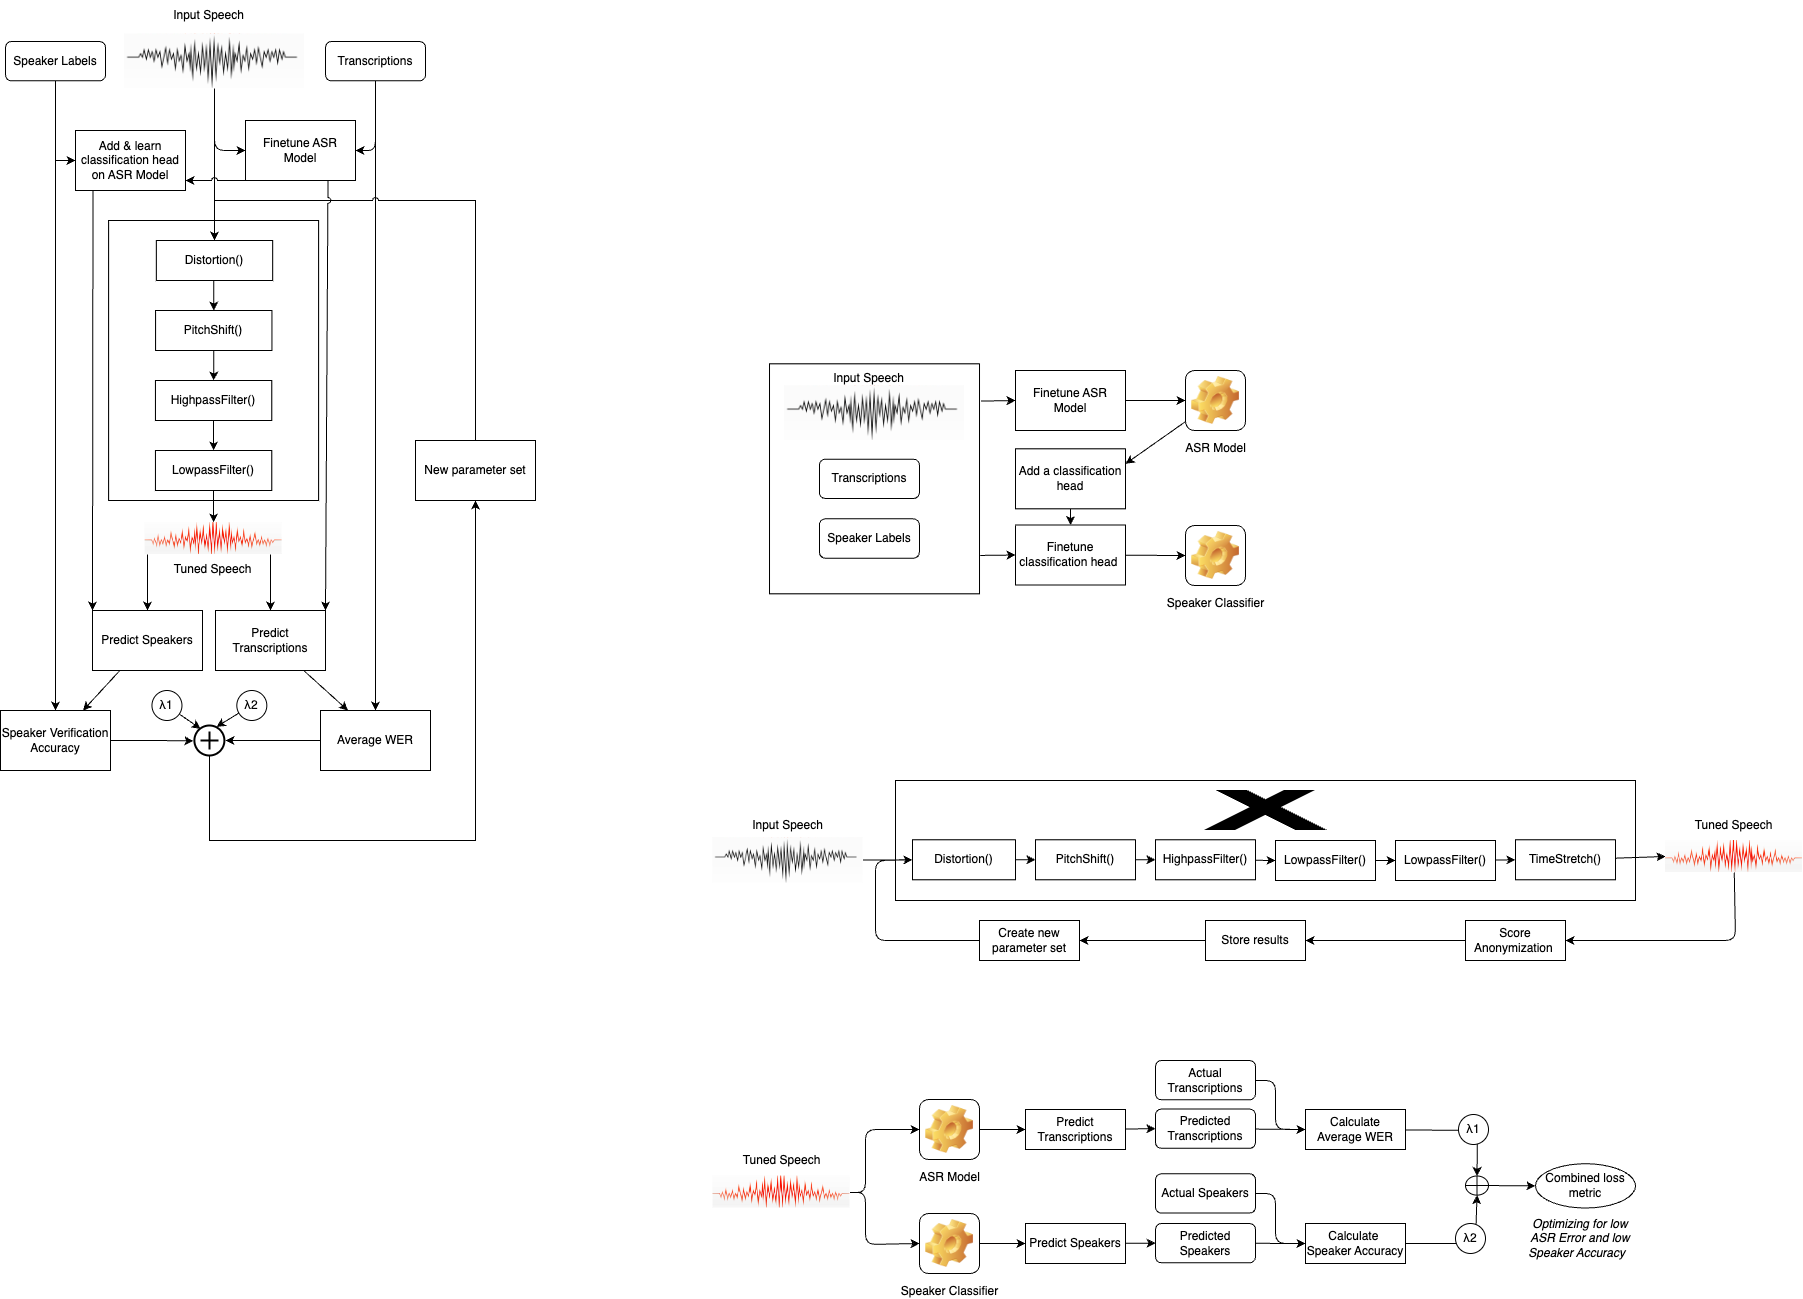 Input Speech
Speaker Labels
Transcriptions
Add & learn
classification head
on ASR Model
Finetune ASR
Model
Distortion()
PitchShift()
HighpassFilter()
LowpassFilter()
New parameter set
Tuned Speech
Predict Speakers
Predict
Transcriptions
λ1
λ2
Speaker Verification
Accuracy
Average WER
Input Speech
Transcriptions
Speaker Labels
Finetune ASR
Model
ASR Model
Add a classification
head
Finetune
classification head
Speaker Classifier
Input Speech
Distortion()
PitchShift()
HighpassFilter()
LowpassFilter()
LowpassFilter()
TimeStretch()
Tuned Speech
Create new
parameter set
Store results
Score
Anonymization
Tuned Speech
ASR Model
Predict
Transcriptions
Actual
Transcriptions
Predicted
Transcriptions
Calculate
Average WER
λ1
Speaker Classifier
Predict Speakers
Actual Speakers
Predicted
Speakers
Calculate
Speaker Accuracy
λ2
Combined loss
metric
Optimizing for low
ASR Error and low
Speaker Accuracy